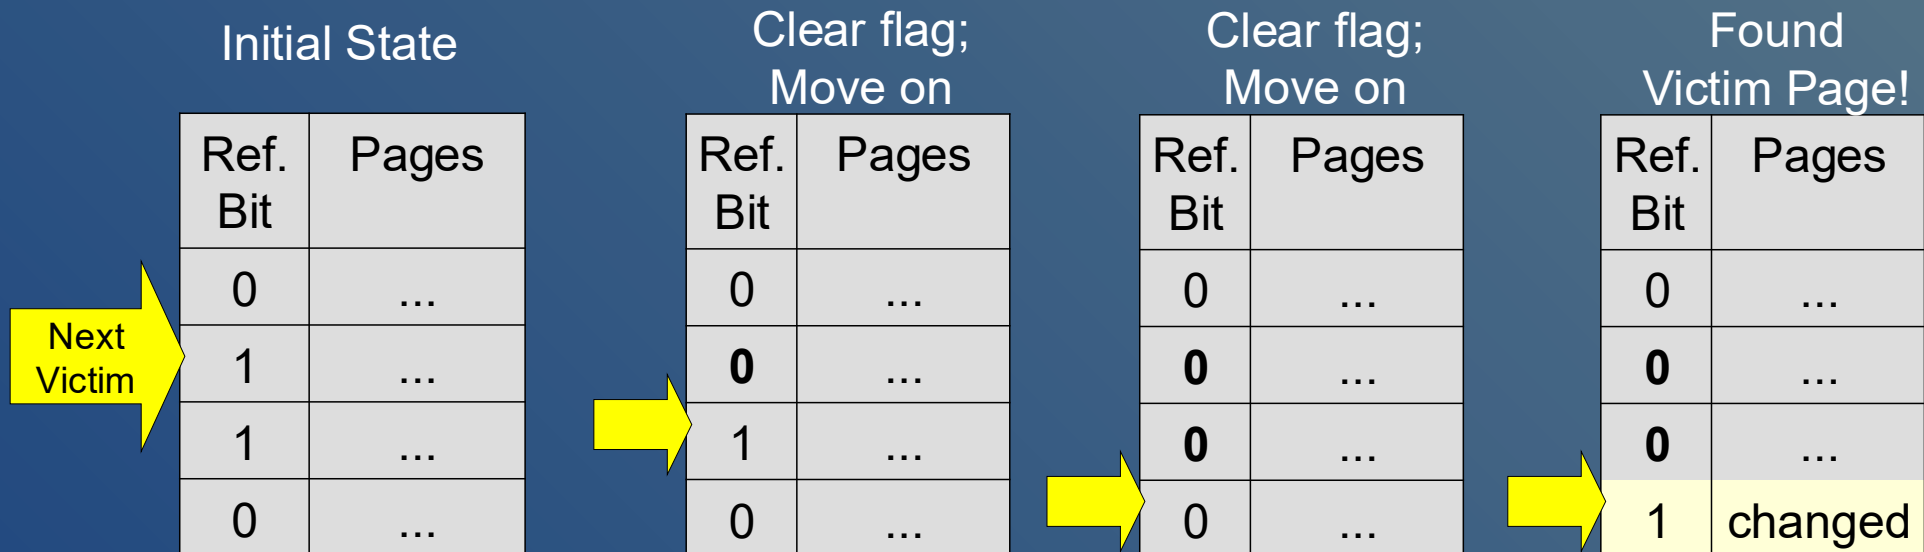 Initial State
Ref. Bit Pages
0 ...
1 ...
1 ...
0 ...
Next
Victim
Clear flag;
Move on
Ref. Bit Pages
0 ...
0 ...
1 ...
0 ...
Clear flag;
Move on
Ref. Bit Pages
0 ...
0 ...
0 ...
0 ...
Found
Victim Page!
Ref. Bit Pages
0 ...
0 ...
0 ...
1 changed